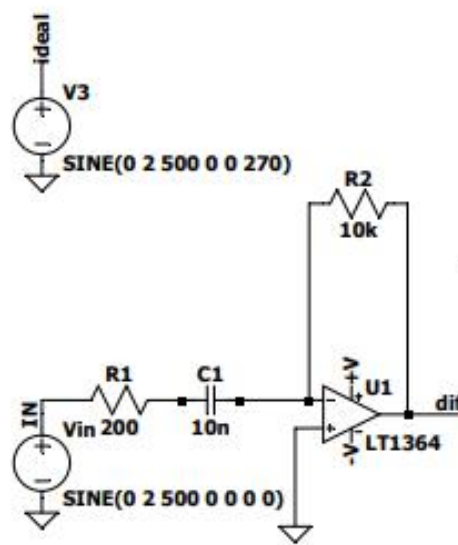 ideal
V3
+
−
SINE(0 2 500 0 0 270)
R2
10k
R1
200
C1
10n
IN
Vin
+
−
SINE(0 2 500 0 0 0 0)
+V
U1
−
+
-V
LT1364
dif